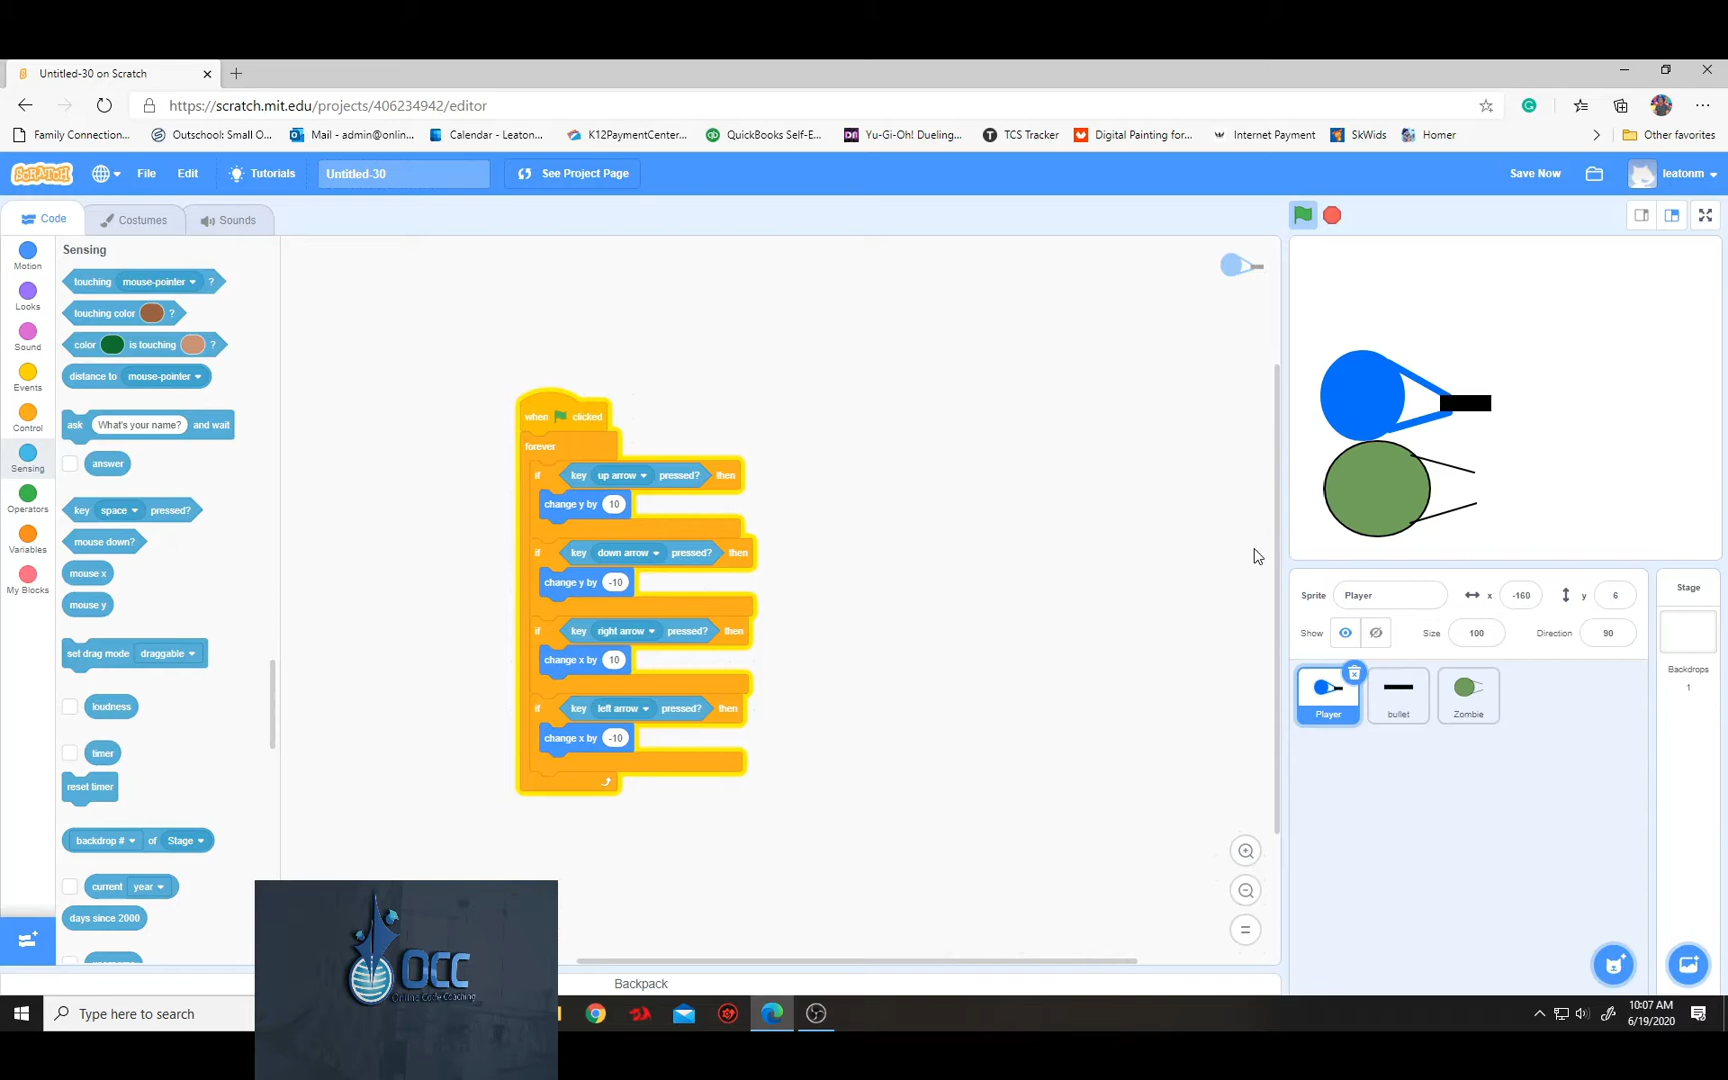 Untitled-30 on Scratch
https://scratch.mit.edu/projects/406234942/editor
Family Connection... Outschool: Small O... Mail - admin@onlin... Calendar - Leaton... K12PaymentCenter... QuickBooks Self-E... Yu-Gi-Oh! Dueling... TCS Tracker Digital Painting for... Internet Payment SkWids Homer Other favorites
SCRATCH File Edit Tutorials Untitled-30 See Project Page Save Now leatonm
Code Costumes Sounds
Motion
Looks
Sound
Events
Control
Sensing
Operators
Variables
My Blocks
Sensing
touching mouse-pointer ?
touching color ?
color is touching ?
distance to mouse-pointer
ask What's your name? and wait
answer
key space pressed?
mouse down?
mouse x
mouse y
set drag mode draggable
loudness
timer
reset timer
backdrop # of Stage
current year
days since 2000
when clicked
forever
if key up arrow pressed? then
change y by 10
if key down arrow pressed? then
change y by -10
if key right arrow pressed? then
change x by 10
if key left arrow pressed? then
change x by -10
Backpack
Sprite Player x -160 y 6
Show Size 100 Direction 90
Player bullet Zombie
Stage
Backdrops
1
OCC
Online Code Coaching
Type here to search
10:07 AM
6/19/2020